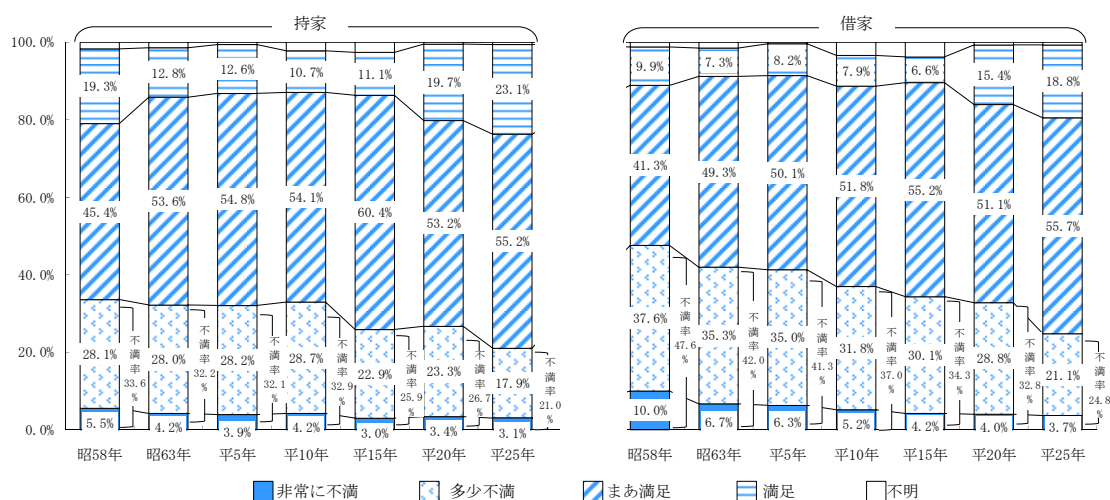 持家
借家
100.0%
80.0%
60.0%
40.0%
20.0%
0.0%
19.3% 12.8% 12.6% 10.7% 11.1% 19.7% 23.1%
45.4% 53.6% 54.8% 54.1% 60.4% 53.2% 55.2%
28.1% 28.0% 28.2% 28.7% 22.9% 23.3% 17.9%
5.5% 4.2% 3.9% 4.2% 3.0% 3.4% 3.1%
不満率 33.6%
不満率 32.2%
不満率 32.1%
不満率 32.9%
不満率 25.9%
不満率 26.7%
不満率 21.0%
昭58年 昭63年 平5年 平10年 平15年 平20年 平25年
9.9% 7.3% 8.2% 7.9% 6.6% 15.4% 18.8%
41.3% 49.3% 50.1% 51.8% 55.2% 51.1% 55.7%
37.6% 35.3% 35.0% 31.8% 30.1% 28.8% 21.1%
10.0% 6.7% 6.3% 5.2% 4.2% 4.0% 3.7%
不満率 47.6%
不満率 42.0%
不満率 41.3%
不満率 37.0%
不満率 34.3%
不満率 32.8%
不満率 24.8%
昭58年 昭63年 平5年 平10年 平15年 平20年 平25年
非常に不満 多少不満 まあ満足 満足 不明